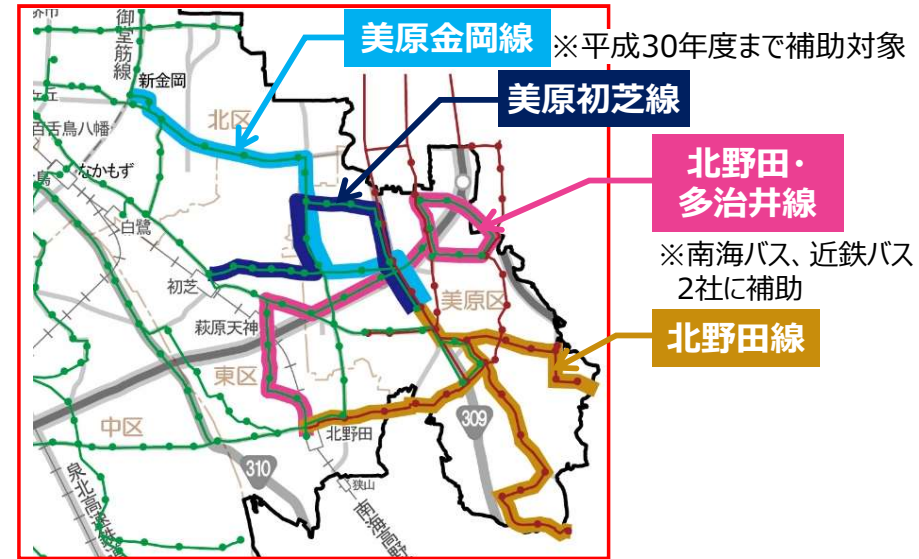 御堂筋線
美原金岡線
※平成30年度まで補助対象
新金岡
美原初芝線
北区
百舌鳥八幡
なかもず
北野田・
多治井線
白鷺
※南海バス、近鉄バス
2社に補助
初芝
美原区
萩原天神
北野田線
東区
中区
309
北野田
310
狭山
泉北高速鉄
南海高野